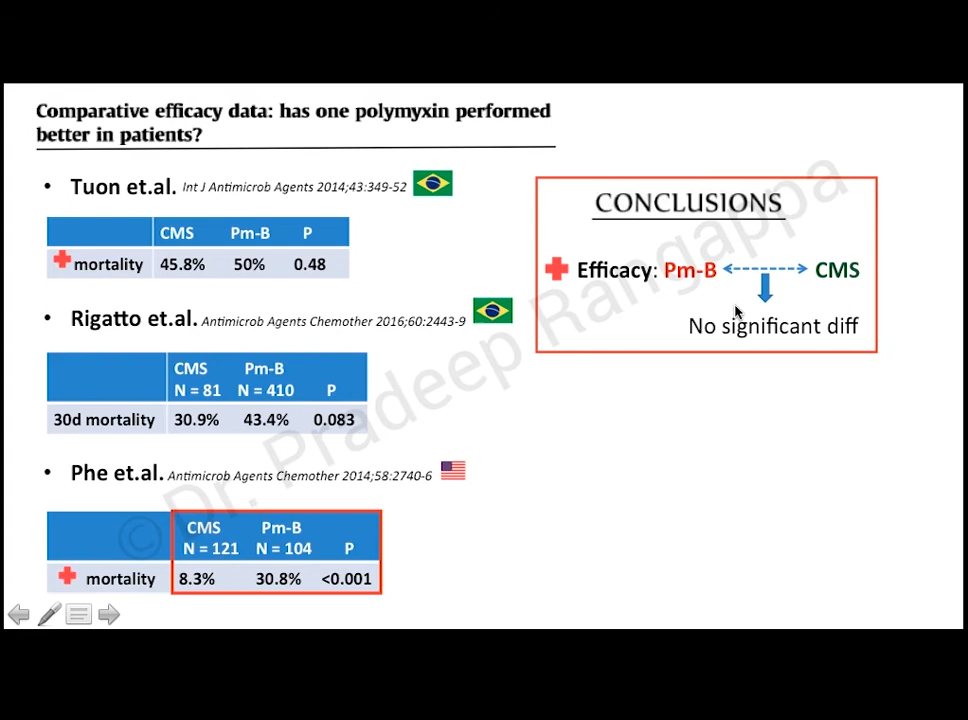 Comparative efficacy data: has one polymyxin performed
better in patients?
• Tuon et.al. Int J Antimicrob Agents 2014;43:349-52
CMS Pm-B P
mortality 45.8% 50% 0.48
• Rigatto et.al. Antimicrob Agents Chemother 2016;60:2443-9
CMS Pm-B
N = 81 N = 410 P
30d mortality 30.9% 43.4% 0.083
• Phe et.al. Antimicrob Agents Chemother 2014;58:2740-6
CMS Pm-B
N = 121 N = 104 P
mortality 8.3% 30.8% <0.001
CONCLUSIONS
Efficacy: Pm-B CMS
No significant diff
© Dr. Pradeep Rangappa